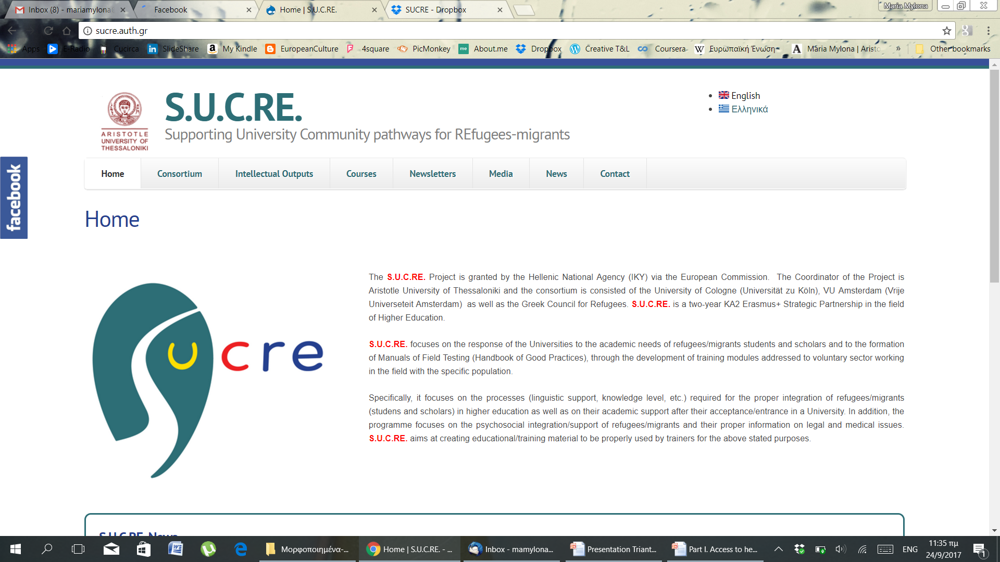 Inbox (8) - mariamylona@
Facebook
Home | S.U.C.RE.
SUCRE - Dropbox
Maria Mylona
sucre.auth.gr
Apps
E-Radio
Cucirca
SlideShare
My Kindle
EuropeanCulture
4square
PicMonkey
About.me
Dropbox
Creative T&L
Coursera
Ευρωπαϊκή Ένωση
Maria Mylona | Aristo
»
Other bookmarks
S.U.C.RE.
Supporting University Community pathways for REfugees-migrants
ARISTOTLE
UNIVERSITY OF
THESSALONIKI
English
Ελληνικά
facebook
Home
Consortium
Intellectual Outputs
Courses
Newsletters
Media
News
Contact
Home
sucre
The S.U.C.RE. Project is granted by the Hellenic National Agency (IKY) via the European Commission. The Coordinator of the Project is
Aristotle University of Thessaloniki and the consortium is consisted of the University of Cologne (Universität zu Köln), VU Amsterdam (Vrije
Universeteit Amsterdam) as well as the Greek Council for Refugees. S.U.C.RE. is a two-year KA2 Erasmus+ Strategic Partnership in the field
of Higher Education.
S.U.C.RE. focuses on the response of the Universities to the academic needs of refugees/migrants students and scholars and to the formation
of Manuals of Field Testing (Handbook of Good Practices), through the development of training modules addressed to voluntary sector working
in the field with the specific population.
Specifically, it focuses on the processes (linguistic support, knowledge level, etc.) required for the proper integration of refugees/migrants
(studens and scholars) in higher education as well as on their academic support after their acceptance/entrance in a University. In addition, the
programme focuses on the psychosocial integration/support of refugees/migrants and their proper information on legal and medical issues.
S.U.C.RE. aims at creating educational/training material to be properly used by trainers for the above stated purposes.
S.U.C.RE. News
Μορφοποιημένα-...
Home | S.U.C.RE. - ...
Inbox - mamylona...
Presentation Triant...
Part I. Access to he...
ENG
11:35 πμ
24/9/2017
1